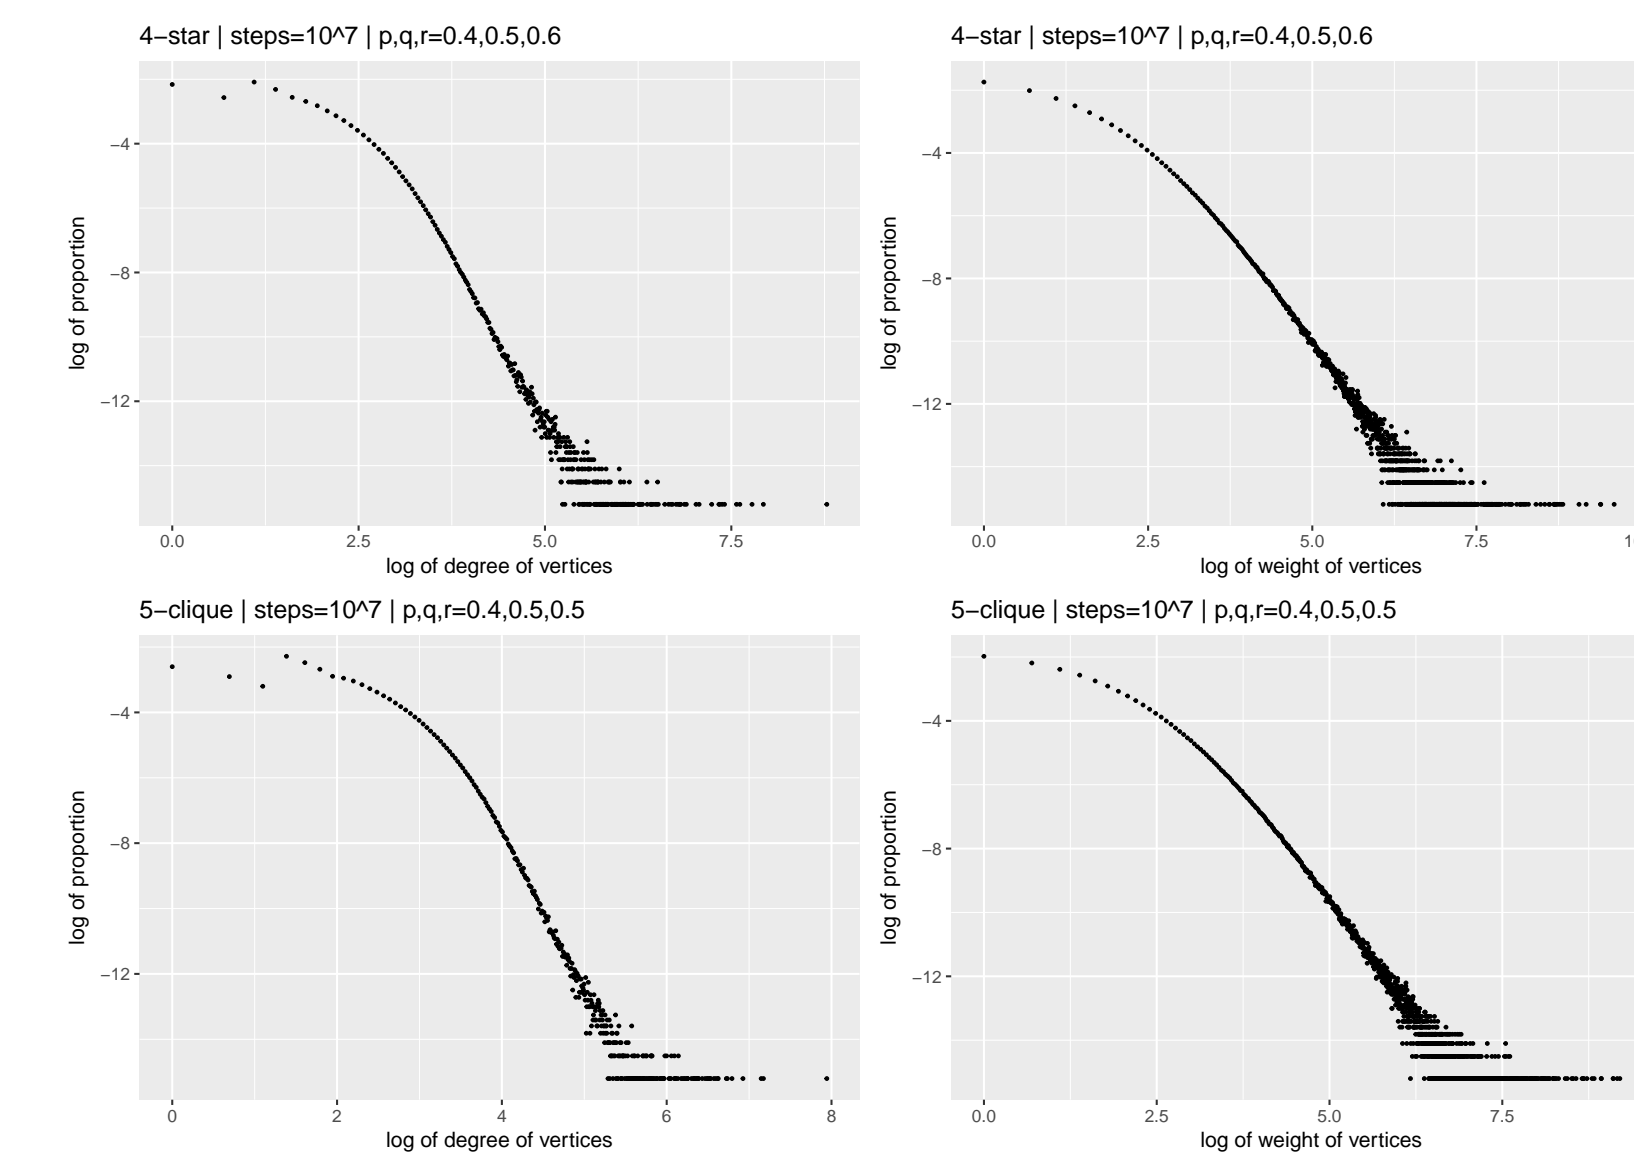 4−star | steps=10^7 | p,q,r=0.4,0.5,0.6
−4
−8
−12
log of proportion
0.0 2.5 5.0 7.5
log of degree of vertices
4−star | steps=10^7 | p,q,r=0.4,0.5,0.6
−4
−8
−12
log of proportion
0.0 2.5 5.0 7.5
log of weight of vertices
5−clique | steps=10^7 | p,q,r=0.4,0.5,0.5
−4
−8
−12
log of proportion
0 2 4 6 8
log of degree of vertices
5−clique | steps=10^7 | p,q,r=0.4,0.5,0.5
−4
−8
−12
log of proportion
0.0 2.5 5.0 7.5
log of weight of vertices